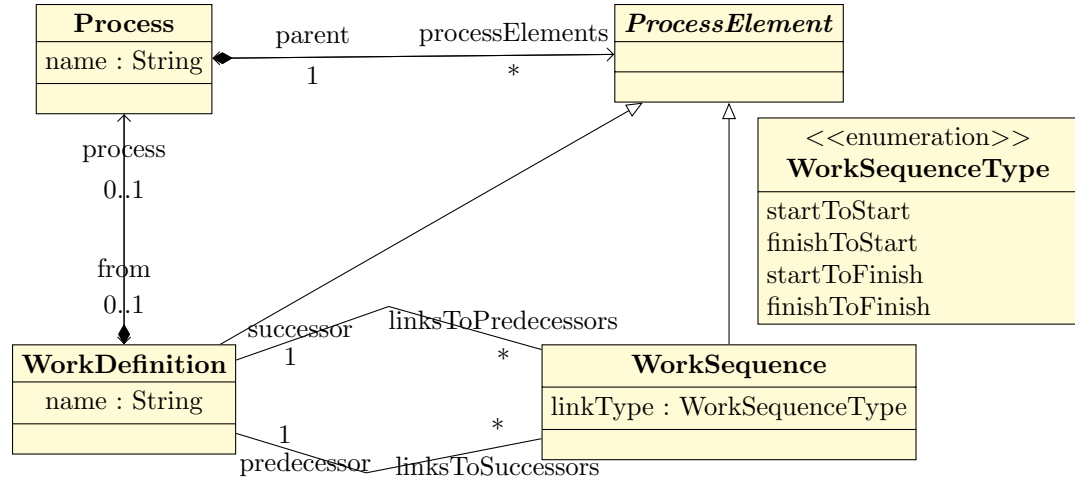 Process
name : String
parent
1
processElements
*
ProcessElement
<<enumeration>>
WorkSequenceType
startToStart
finishToStart
startToFinish
finishToFinish
process
0..1
from
0..1
successor
1
linksToPredecessors
*
WorkDefinition
name : String
WorkSequence
linkType : WorkSequenceType
1
predecessor
*
linksToSuccessors